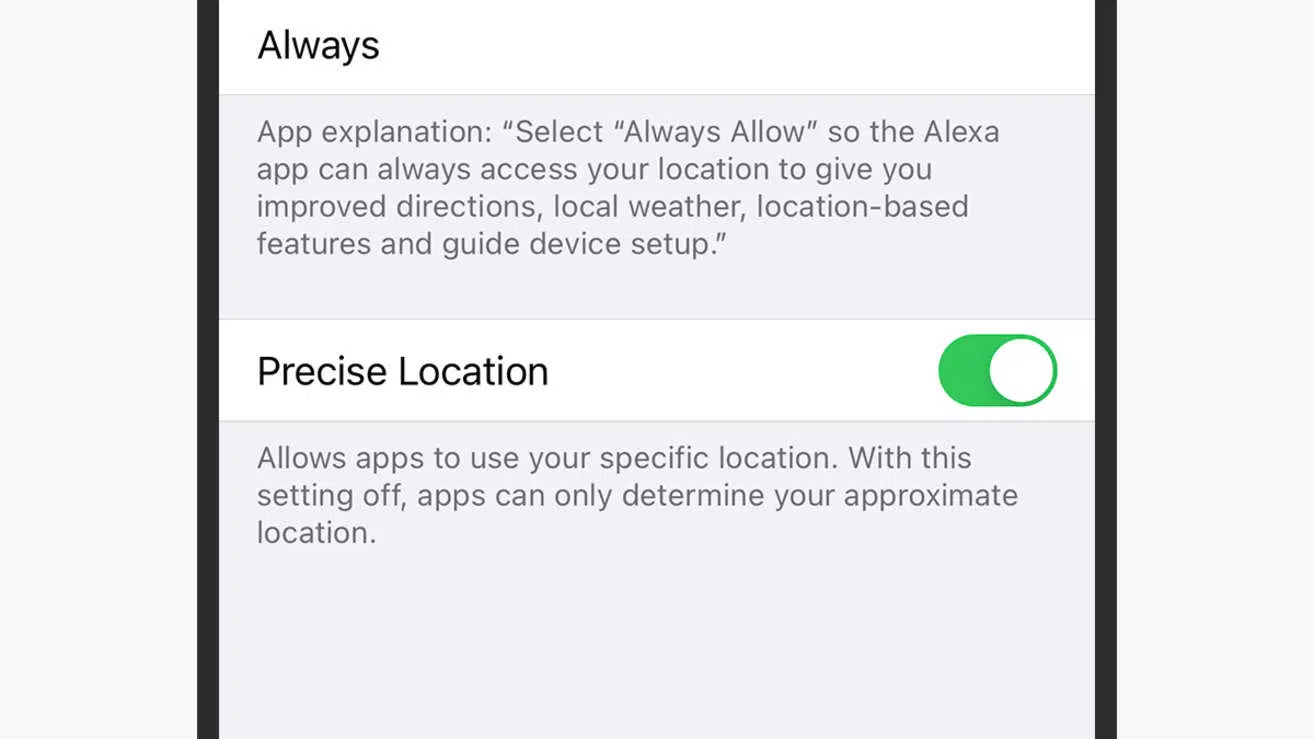 Always
App explanation: “Select “Always Allow” so the Alexa
app can always access your location to give you
improved directions, local weather, location-based
features and guide device setup.”
Precise Location
Allows apps to use your specific location. With this
setting off, apps can only determine your approximate
location.